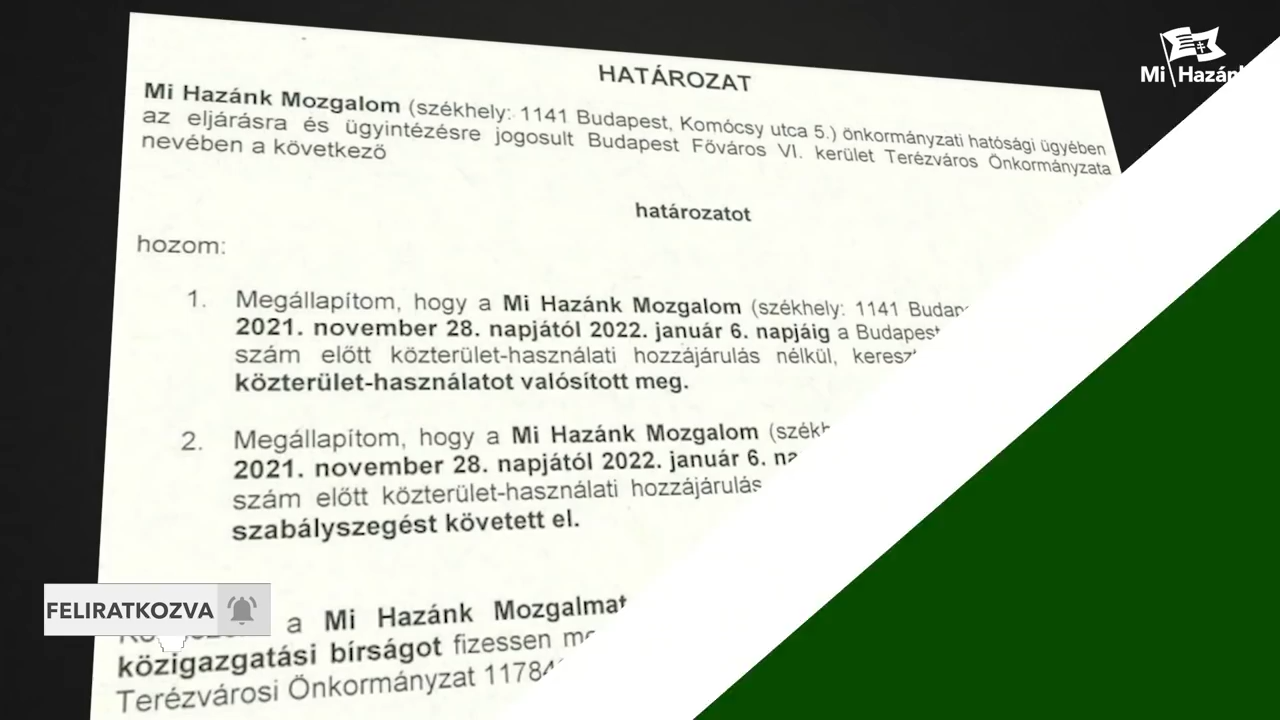 HATÁROZAT
Mi Hazánk
Mi Hazánk Mozgalom (székhely: 1141 Budapest, Komócsy utca 5.) önkormányzati hatósági ügyében
az eljárásra és ügyintézésre jogosult Budapest Főváros VI. kerület Terézváros Önkormányzata
nevében a következő
határozatot
hozom:
1. Megállapítom, hogy a Mi Hazánk Mozgalom (székhely: 1141
2021. november 28. napjától 2022. január 6. napjáig a Budapest
szám előtt közterület-használati hozzájárulás nélkül,
közterület-használatot valósított meg.
2. Megállapítom, hogy a Mi Hazánk Mozgalom
2021. november 28. napjától 2022. január 6.
szám előtt közterület-használati hozzájárulás
szabályszegést követett el.
FELIRATKOZVA
a Mi Hazánk Mozgalmat
közigazgatási bírságot fizessen
Terézvárosi Önkormányzat